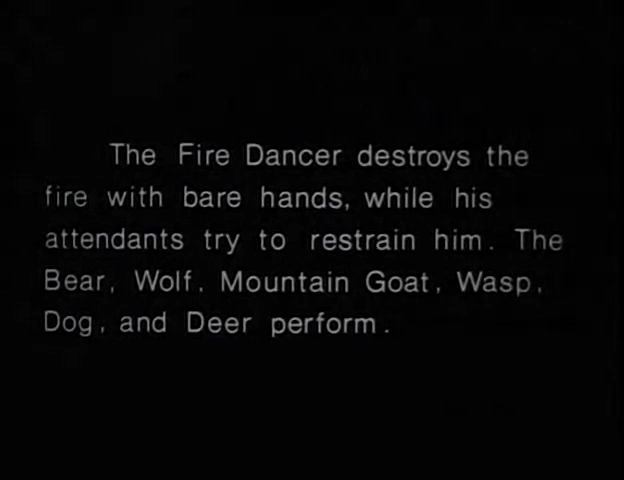 The Fire Dancer destroys the
fire with bare hands, while his
attendants try to restrain him. The
Bear, Wolf, Mountain Goat, Wasp,
Dog, and Deer perform.